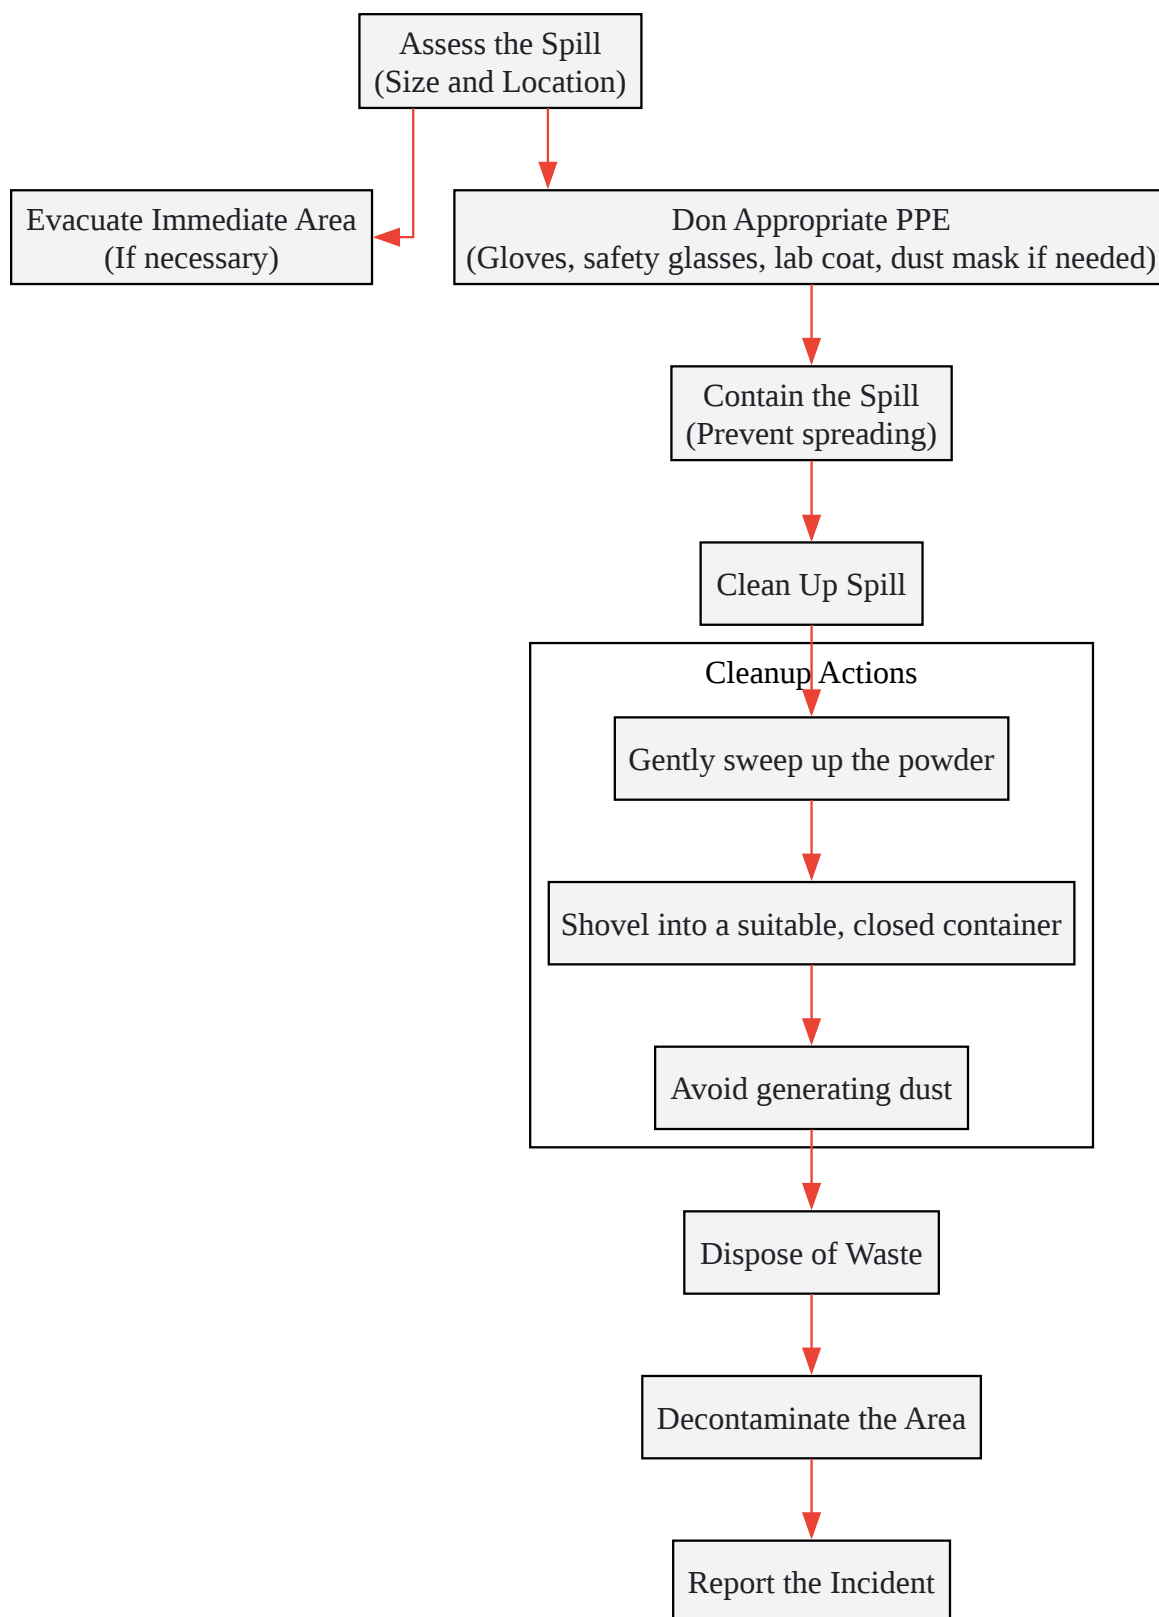 Assess the Spill
(Size and Location)
Evacuate Immediate Area
(If necessary)
Don Appropriate PPE
(Gloves, safety glasses, lab coat, dust mask if needed)
Contain the Spill
(Prevent spreading)
Clean Up Spill
Cleanup Actions
Gently sweep up the powder
Shovel into a suitable, closed container
Avoid generating dust
Dispose of Waste
Decontaminate the Area
Report the Incident